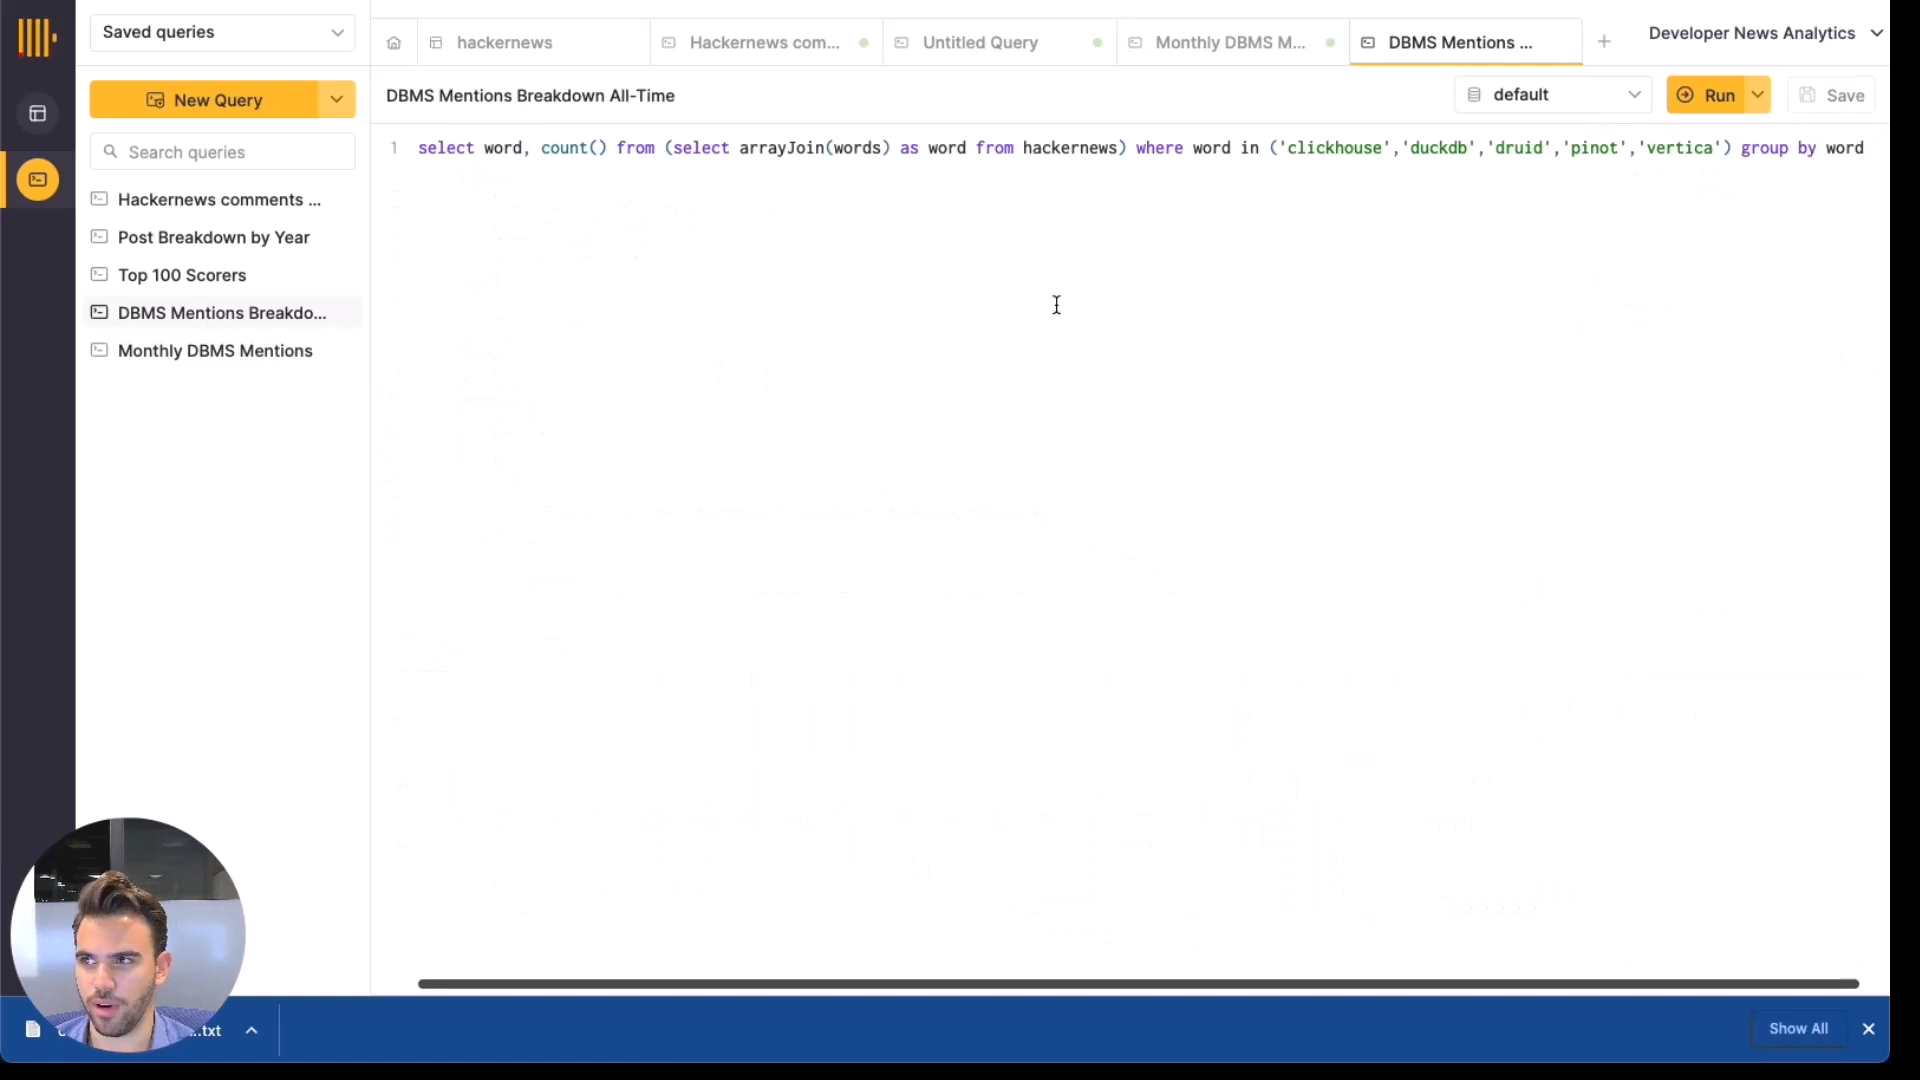 Saved queries
hackernews
Hackernews com...
Untitled Query
Monthly DBMS M...
DBMS Mentions ...
Developer News Analytics
New Query
DBMS Mentions Breakdown All-Time
default
Run
Save
Search queries
1 select word, count() from (select arrayJoin(words) as word from hackernews) where word in ('clickhouse','duckdb','druid','pinot','vertica') group by word
Hackernews comments ...
Post Breakdown by Year
Top 100 Scorers
DBMS Mentions Breakdo...
Monthly DBMS Mentions
...txt
Show All